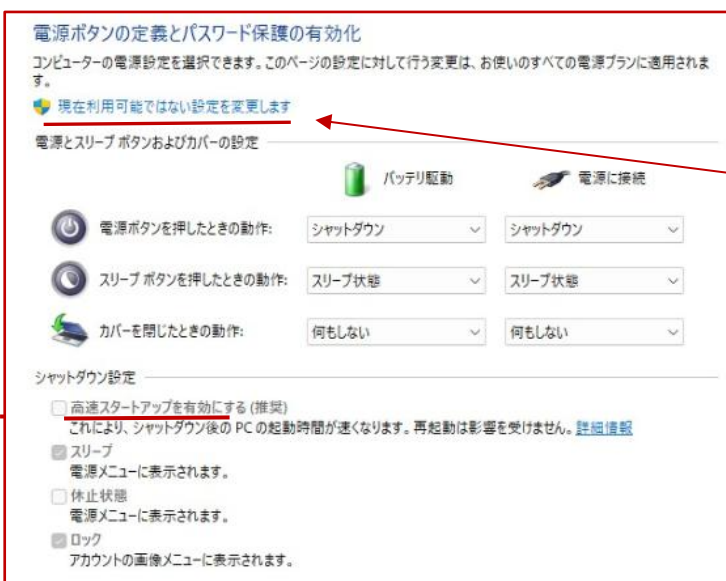 電源ボタンの定義とパスワード保護の有効化
コンピューターの電源設定を選択できます。このページの設定に対して行う変更は、お使いのすべての電源プランに適用されま
す。
現在利用可能ではない設定を変更します
電源とスリープ ボタンおよびカバーの設定
バッテリ駆動 電源に接続
電源ボタンを押したときの動作: シャットダウン シャットダウン
スリープ ボタンを押したときの動作: スリープ状態 スリープ状態
カバーを閉じたときの動作: 何もしない 何もしない
シャットダウン設定
高速スタートアップを有効にする (推奨)
これにより、シャットダウン後の PC の起動時間が速くなります。再起動は影響を受けません。詳細情報
スリープ
電源メニューに表示されます。
休止状態
電源メニューに表示されます。
ロック
アカウントの画像メニューに表示されます。